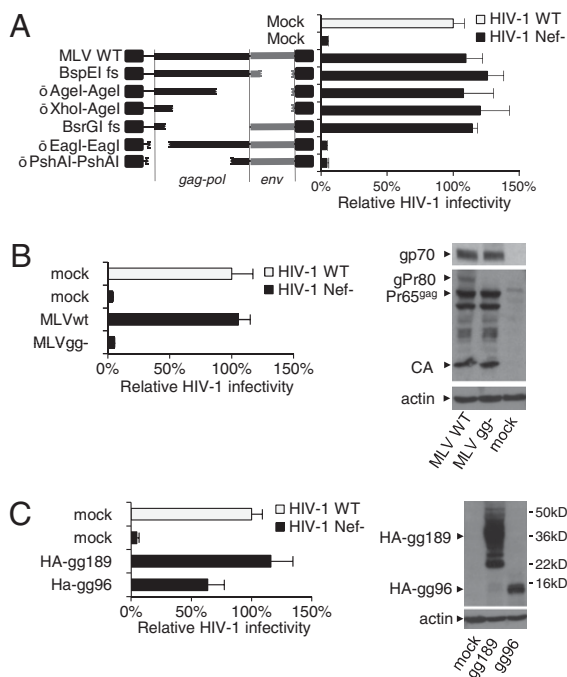 A
Mock
Mock
MLV WT
BspEI fs
õ AgeI-AgeI
õ XhoI-AgeI
BsrGI fs
õ EagI-EagI
õ PshAI-PshAI
gag-pol
env
HIV-1 WT
HIV-1 Nef-
0% 50% 100% 150%
Relative HIV-1 infectivity
B
mock
mock
MLVwt
MLVgg-
HIV-1 WT
HIV-1 Nef-
0% 50% 100% 150%
Relative HIV-1 infectivity
gp70
gPr80
Pr65gag
CA
actin
MLV WT
MLV gg-
mock
C
mock
mock
HA-gg189
Ha-gg96
HIV-1 WT
HIV-1 Nef-
0% 50% 100% 150%
Relative HIV-1 infectivity
HA-gg189
HA-gg96
actin
50kD
36kD
22kD
16kD
mock
gg189
gg96